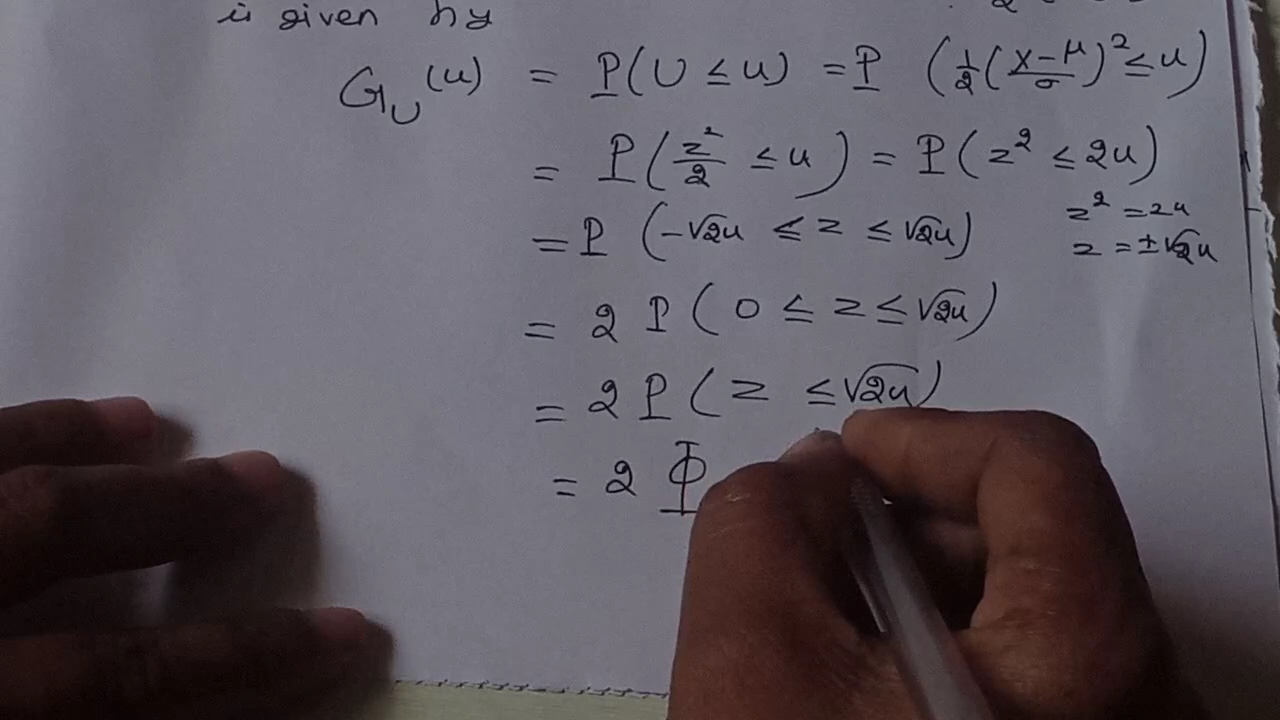 is given by
G_U(u) = P(U ≤ u) = P (½(X-μ/σ)² ≤ u)
= P(z²/2 ≤ u) = P(z² ≤ 2u)
z² = 2u
= P (-√2u ≤ z ≤ √2u)
z = ±√2u
= 2 P (0 ≤ z ≤ √2u)
= 2 P (z ≤ √2u)
= 2 Φ